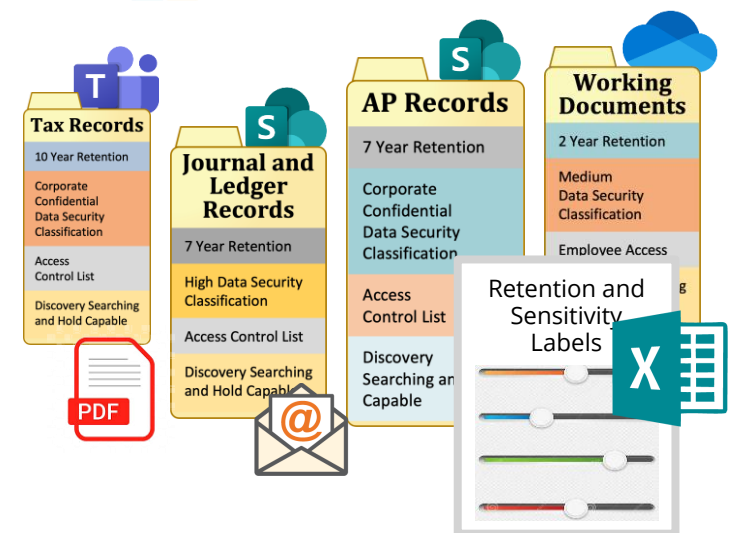 T
Tax Records
10 Year Retention
Corporate
Confidential
Data Security
Classification
Access
Control List
Discovery Searching
and Hold Capable
PDF
S
Journal and
Ledger
Records
7 Year Retention
High Data Security
Classification
Access Control List
Discovery Searching
and Hold Capable
@
S
AP Records
7 Year Retention
Corporate
Confidential
Data Security
Classification
Access
Control List
Discovery
Searching an
Capable
Working
Documents
2 Year Retention
Medium
Data Security
Classification
Employee Access
g
Retention and
Sensitivity
Labels
X